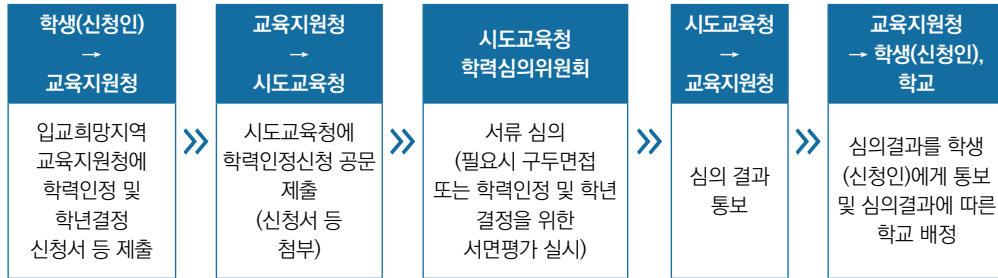 학생(신청인)
→
교육지원청
입교희망지역
교육지원청에
학력인정 및
학년결정
신청서 등 제출
교육지원청
→
시도교육청
시도교육청에
학력인정신청 공문
제출
(신청서 등
첨부)
시도교육청
학력심의위원회
서류 심의
(필요시 구두면접
또는 학력인정 및 학년
결정을 위한
서면평가 실시)
시도교육청
→
교육지원청
심의 결과
통보
교육지원청
→ 학생(신청인),
학교
심의결과를 학생
(신청인)에게 통보
및 심의결과에 따른
학교 배정